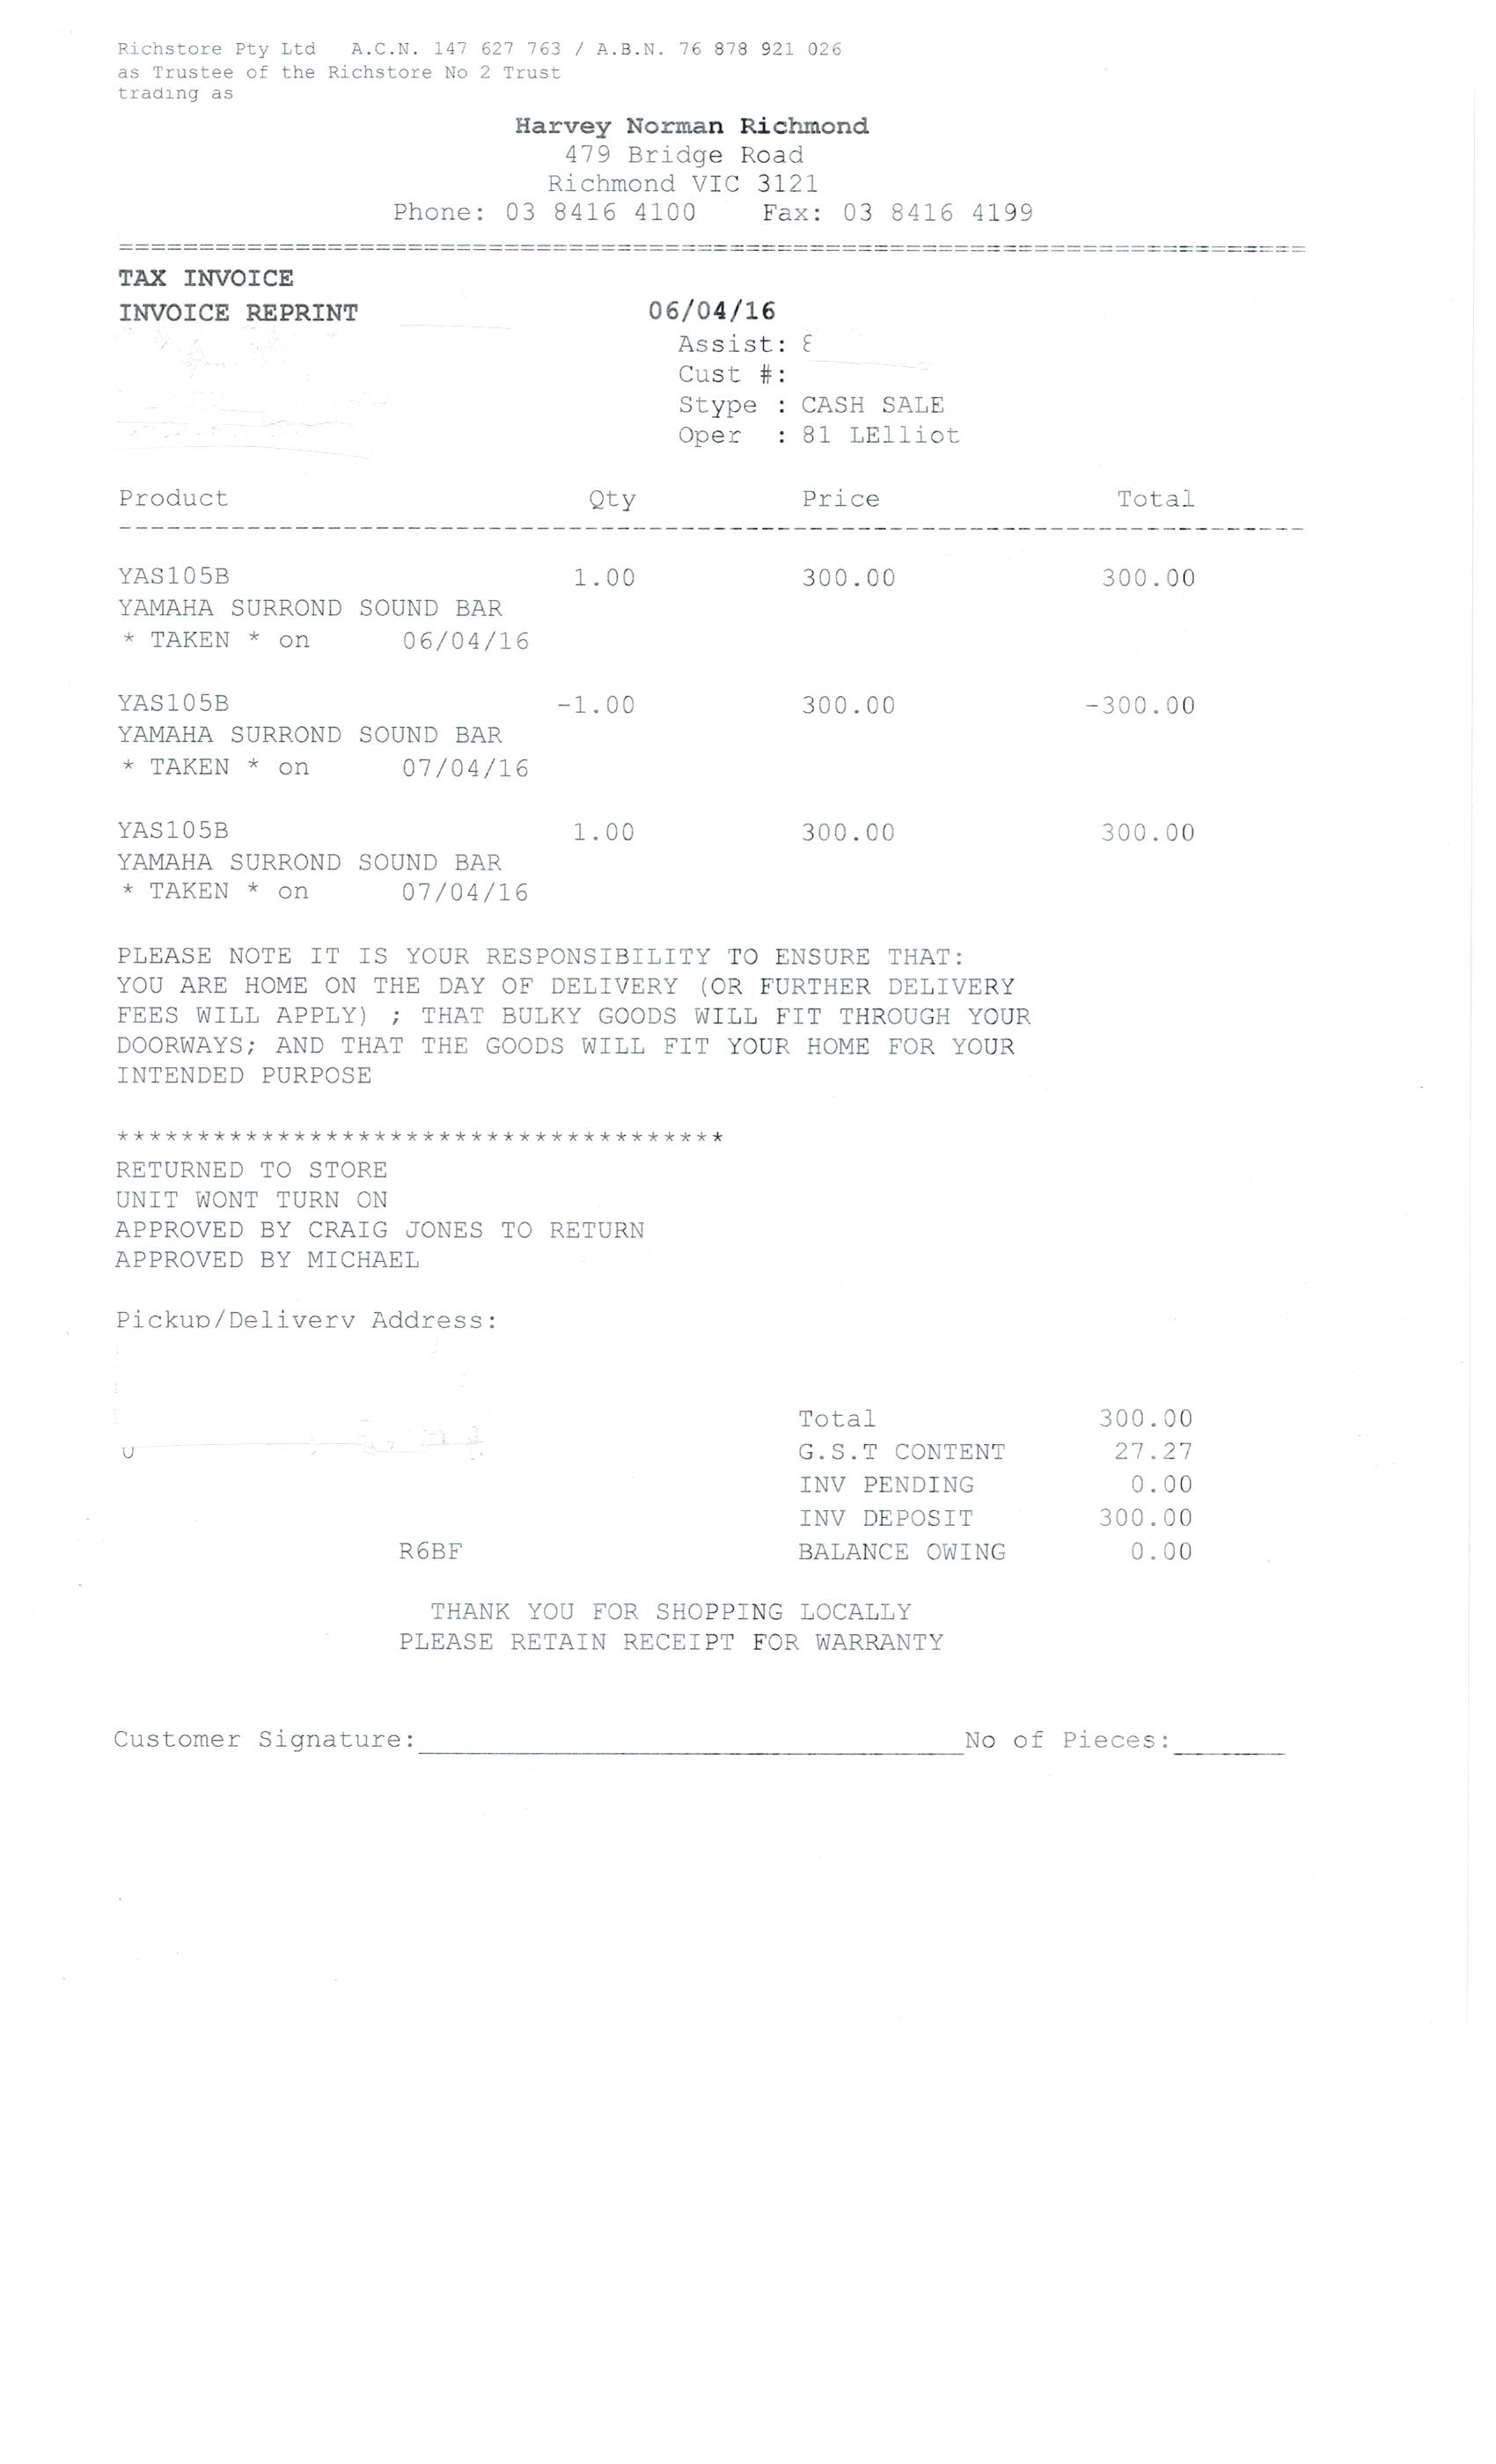 Richstore Pty Ltd   A.C.N. 147 627 763 / A.B.N. 76 878 921 026
as Trustee of the Richstore No 2 Trust
trading as
Harvey Norman Richmond
479 Bridge Road
Richmond VIC 3121
Phone: 03 8416 4100    Fax: 03 8416 4199
==========================================================================
TAX INVOICE
INVOICE REPRINT    06/04/16
Assist:
Cust #:
Stype : CASH SALE
Oper  : 81 LElliot
Product    Qty    Price    Total
--------------------------------------------------------------------------
YAS105B    1.00    300.00    300.00
YAMAHA SURROND SOUND BAR
* TAKEN * on    06/04/16
YAS105B    -1.00    300.00    -300.00
YAMAHA SURROND SOUND BAR
* TAKEN * on    07/04/16
YAS105B    1.00    300.00    300.00
YAMAHA SURROND SOUND BAR
* TAKEN * on    07/04/16
PLEASE NOTE IT IS YOUR RESPONSIBILITY TO ENSURE THAT:
YOU ARE HOME ON THE DAY OF DELIVERY (OR FURTHER DELIVERY
FEES WILL APPLY) ; THAT BULKY GOODS WILL FIT THROUGH YOUR
DOORWAYS; AND THAT THE GOODS WILL FIT YOUR HOME FOR YOUR
INTENDED PURPOSE
**************************************
RETURNED TO STORE
UNIT WONT TURN ON
APPROVED BY CRAIG JONES TO RETURN
APPROVED BY MICHAEL
Pickup/Delivery Address:
Total    300.00
G.S.T CONTENT    27.27
INV PENDING    0.00
INV DEPOSIT    300.00
R6BF    BALANCE OWING    0.00
THANK YOU FOR SHOPPING LOCALLY
PLEASE RETAIN RECEIPT FOR WARRANTY
Customer Signature:__________________________________No of Pieces:_______